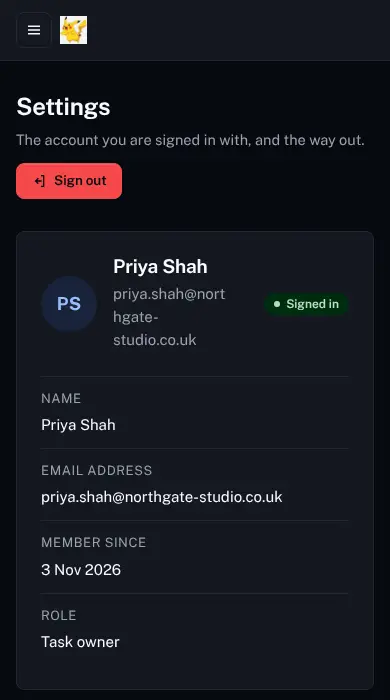 Settings
The account you are signed in with, and the way out.
Sign out
PS
Priya Shah
priya.shah@nort
hgate-
studio.co.uk
Signed in
NAME
Priya Shah
EMAIL ADDRESS
priya.shah@northgate-studio.co.uk
MEMBER SINCE
3 Nov 2026
ROLE
Task owner